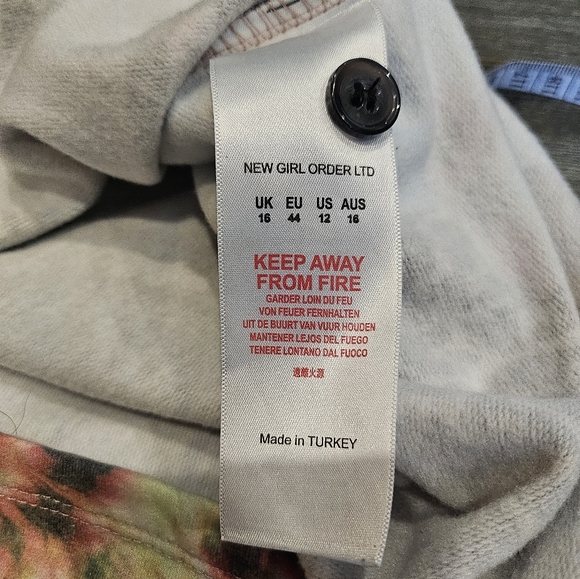 NEW GIRL ORDER LTD
UK EU US AUS
16 44 12 16
KEEP AWAY
FROM FIRE
GARDER LOIN DU FEU
VON FEUER FERNHALTEN
UIT DE BUURT VAN VUUR HOUDEN
MANTENER LEJOS DEL FUEGO
TENERE LONTANO DAL FUOCO
遠離火源
Made in TURKEY